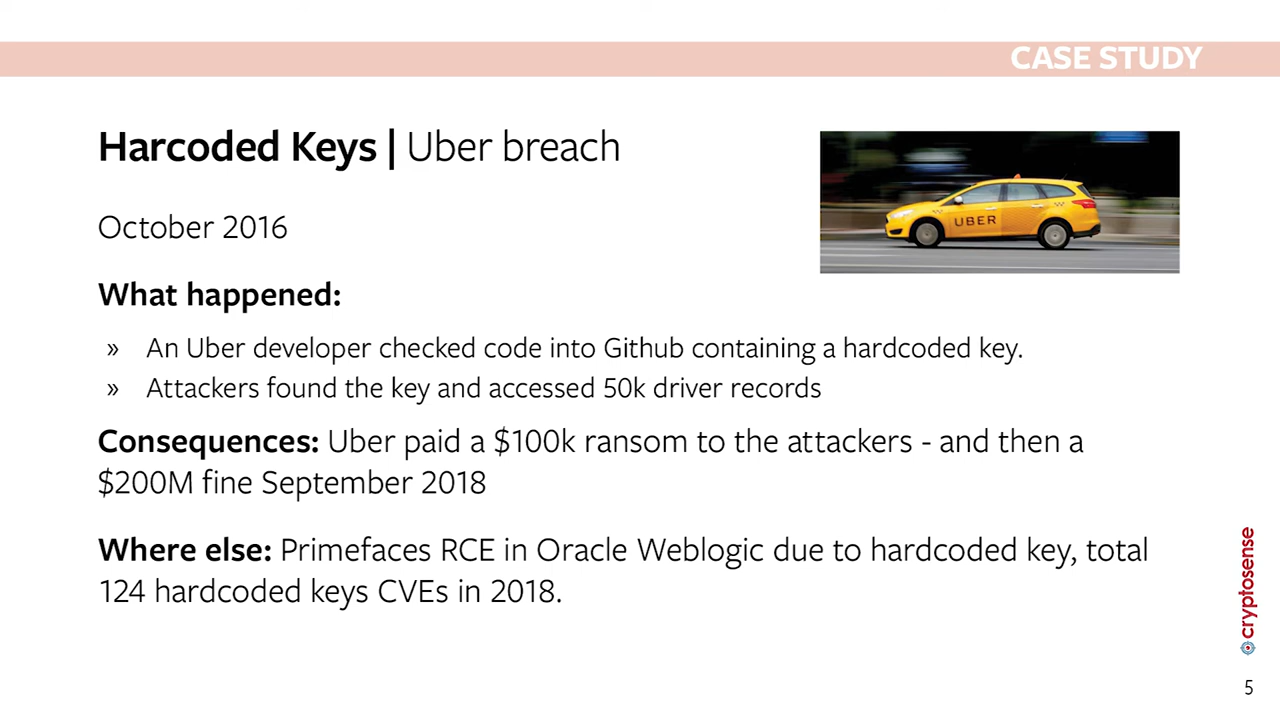 CASE STUDY
Harcoded Keys | Uber breach
UBER
October 2016
What happened:
» An Uber developer checked code into Github containing a hardcoded key.
» Attackers found the key and accessed 50k driver records
Consequences: Uber paid a $100k ransom to the attackers - and then a
$200M fine September 2018
Where else: Primefaces RCE in Oracle Weblogic due to hardcoded key, total
124 hardcoded keys CVEs in 2018.
cryptosense
5